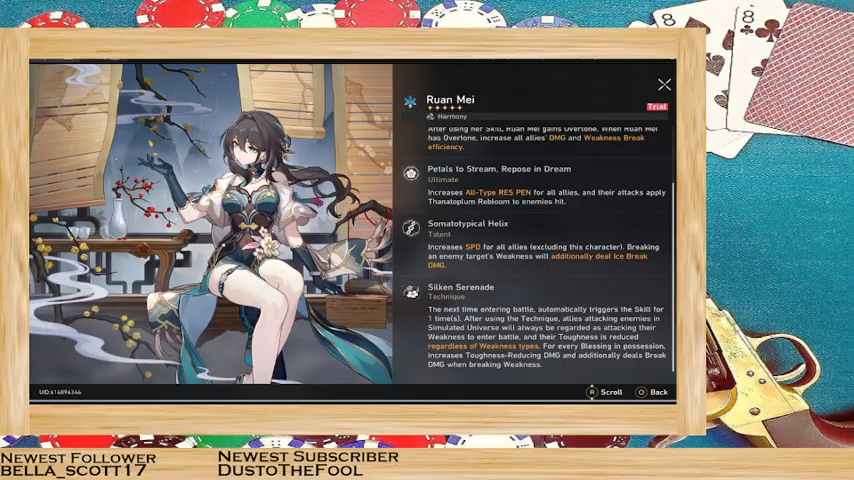 8
8
Ruan Mei
Trial
Harmony
After using her Skill, Ruan Mei gains Overtone. When Ruan Mei
has Overtone, increase all allies' DMG and Weakness Break
efficiency.
Petals to Stream, Repose in Dream
Ultimate
Increases All-Type RES PEN for all allies, and their attacks apply
Thanatoplum Rebloom to enemies hit.
Somatotypical Helix
Talent
Increases SPD for all allies (excluding this character). Breaking
an enemy target's Weakness will additionally deal Ice Break
DMG.
Silken Serenade
Technique
The next time entering battle, automatically triggers the Skill for
1 time(s). After using the Technique, allies attacking enemies in
Simulated Universe will always be regarded as attacking their
Weakness to enter battle, and their Toughness is reduced
regardless of Weakness types. For every Blessing in possession,
increases Toughness-Reducing DMG and additionally deals Break
DMG when breaking Weakness.
UID:616896346
R Scroll
Back
Newest Follower
bella_scott17
Newest Subscriber
DustoTheFool